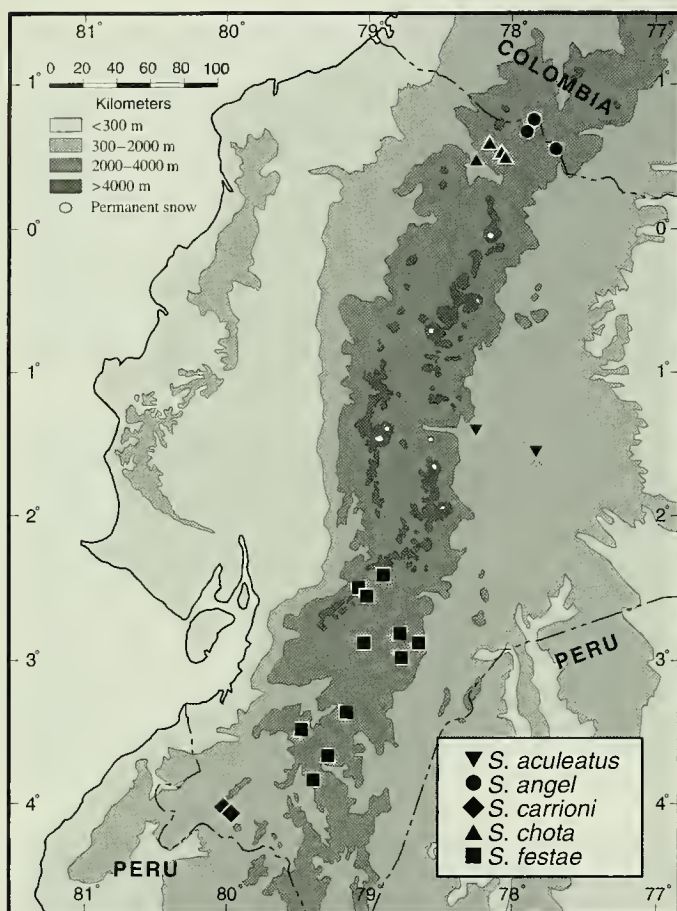 81 80 79 78 77
0 20 40 60 80 100
Kilometers
<300 m
300–2000 m
2000–4000 m
>4000 m
Permanent snow
COLOMBIA
1°
1°
0°
0°
1°
1°
2°
2°
3°
3°
4°
4°
PERU
PERU
S. aculeatus
S. angel
S. carrioni
S. chota
S. festae
81 80 79 78 77